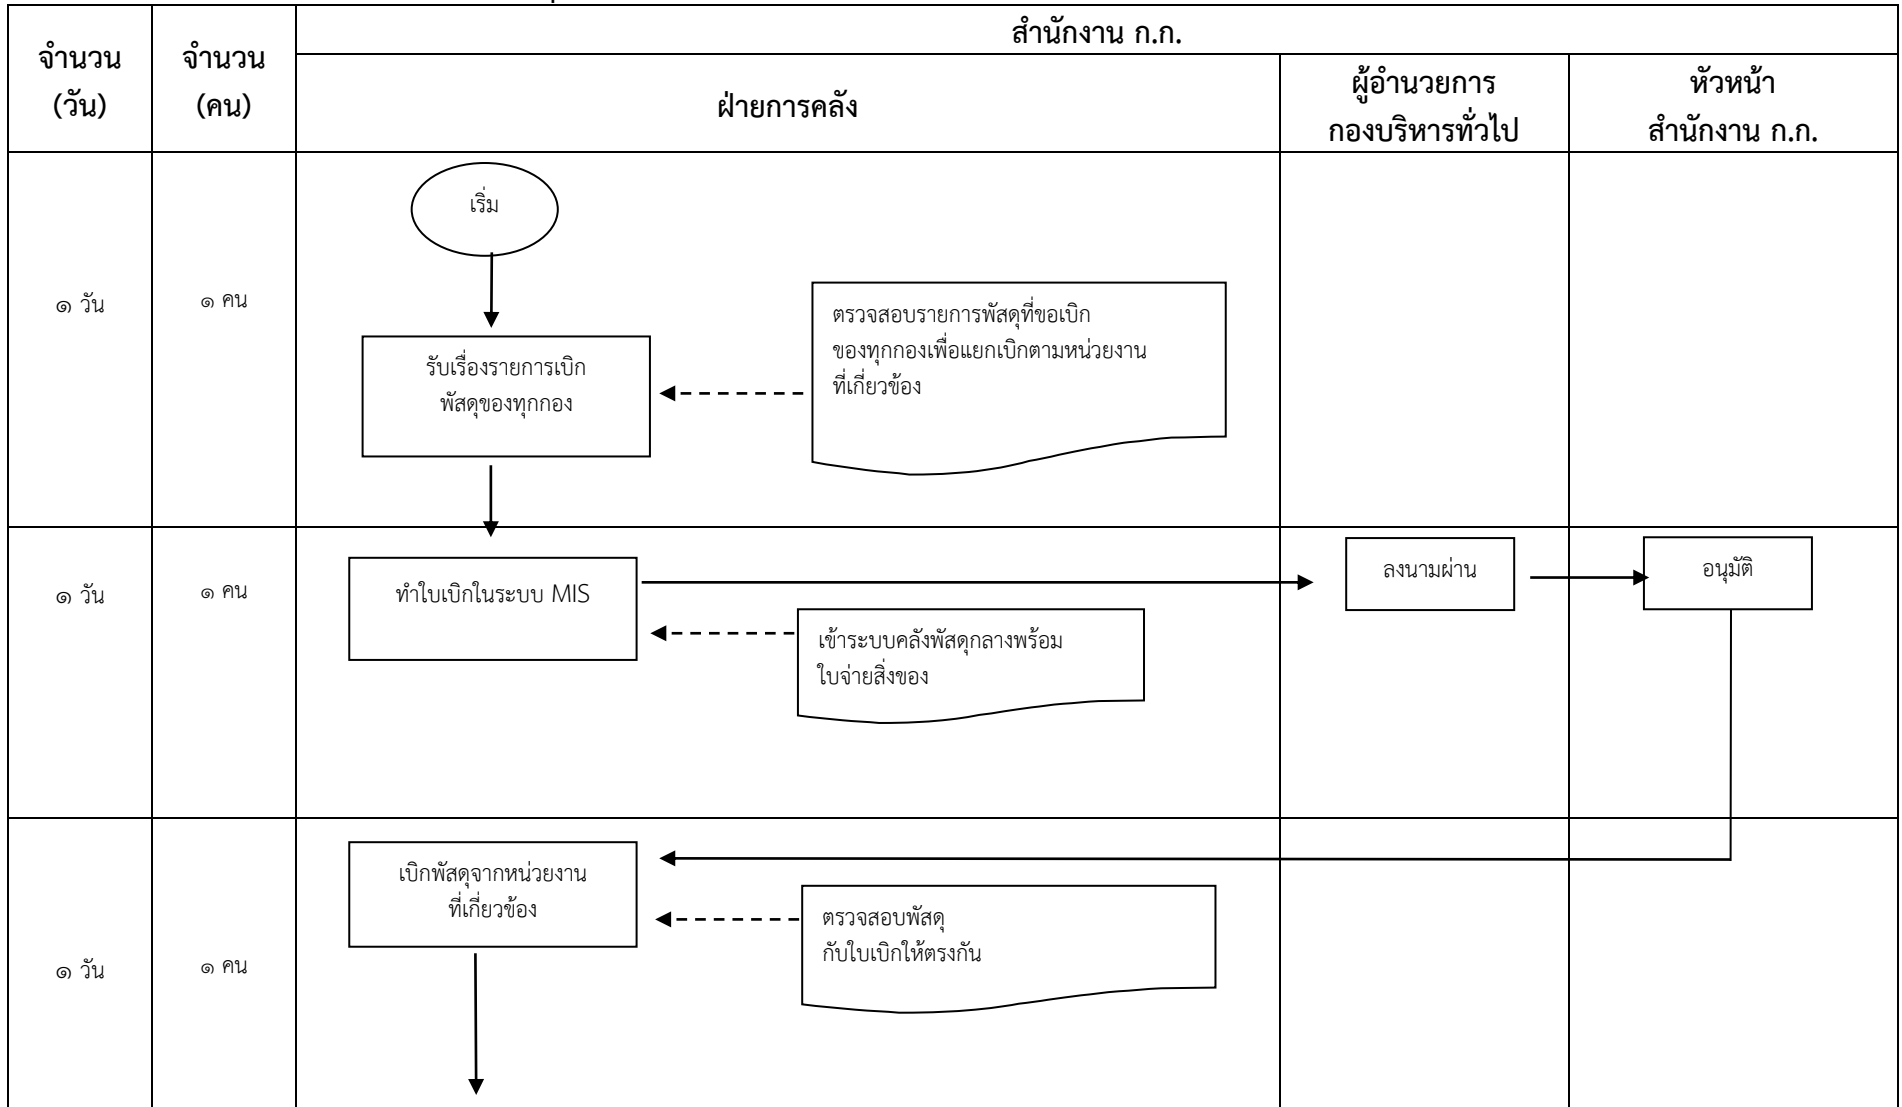 สำนักงาน ก.ก.
จำนวน
(วัน)
จำนวน
(คน)
ฝ่ายการคลัง
ผู้อำนวยการ
กองบริหารทั่วไป
หัวหน้า
สำนักงาน ก.ก.
เริ่ม
๑ วัน
๑ คน
รับเรื่องรายการเบิก
พัสดุของทุกกอง
ตรวจสอบรายการพัสดุที่ขอเบิก
ของทุกกองเพื่อแยกเบิกตามหน่วยงาน
ที่เกี่ยวข้อง
๑ วัน
๑ คน
ทำใบเบิกในระบบ MIS
ลงนามผ่าน
อนุมัติ
เข้าระบบคลังพัสดุกลางพร้อม
ใบจ่ายสิ่งของ
๑ วัน
๑ คน
เบิกพัสดุจากหน่วยงาน
ที่เกี่ยวข้อง
ตรวจสอบพัสดุ
กับใบเบิกให้ตรงกัน